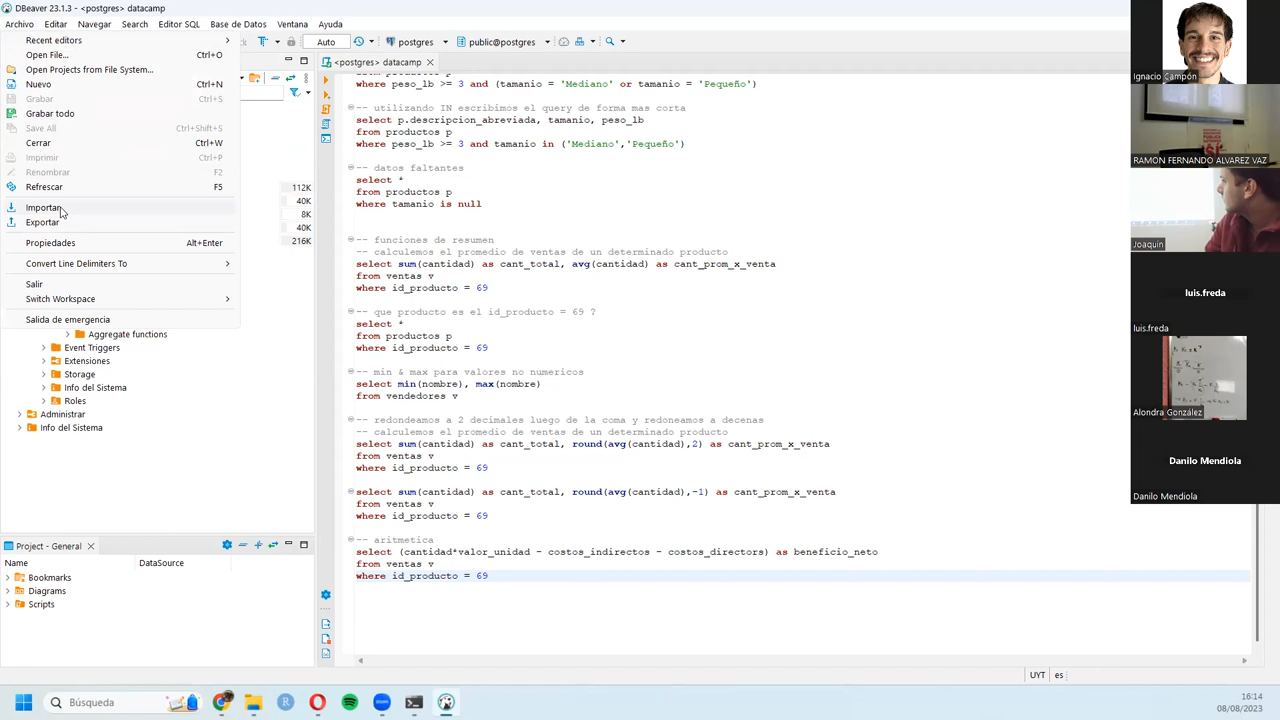 DBeaver 23.1.3 - <postgres> datacamp
Archivo Editar Navegar Search Editor SQL Base de Datos Ventana Ayuda
Auto postgres public@postgres
Recent editors
Open File... Ctrl+O
Open Projects from File System...
Nuevo Ctrl+N
Grabar Ctrl+S
Grabar todo
Save All Ctrl+Shift+S
Cerrar Ctrl+W
Imprimir Ctrl+P
Renombrar F2
Refrescar F5
Importar
Exportar
Propiedades Alt+Enter
Convert Line Delimiters To
Salir
Switch Workspace
Salida de emergencia
112K
40K
8K
40K
216K
Aggregate functions
Event Triggers
Extensiones
Storage
Info del Sistema
Roles
Administrar
Info del Sistema
Project - General
Name DataSource
Bookmarks
Diagrams
Scripts
<postgres> datacamp
where peso_lb >= 3 and (tamanio = 'Mediano' or tamanio = 'Pequeño')
-- utilizando IN escribimos el query de forma mas corta
select p.descripcion_abreviada, tamanio, peso_lb
from productos p
where peso_lb >= 3 and tamanio in ('Mediano','Pequeño')
-- datos faltantes
select *
from productos p
where tamanio is null
-- funciones de resumen
-- calculemos el promedio de ventas de un determinado producto
select sum(cantidad) as cant_total, avg(cantidad) as cant_prom_x_venta
from ventas v
where id_producto = 69
-- que producto es el id_producto = 69 ?
select *
from productos p
where id_producto = 69
-- min & max para valores no numericos
select min(nombre), max(nombre)
from vendedores v
-- redondeamos a 2 decimales luego de la coma y redoneamos a decenas
-- calculemos el promedio de ventas de un determinado producto
select sum(cantidad) as cant_total, round(avg(cantidad),2) as cant_prom_x_venta
from ventas v
where id_producto = 69
select sum(cantidad) as cant_total, round(avg(cantidad),-1) as cant_prom_x_venta
from ventas v
where id_producto = 69
-- aritmetica
select (cantidad*valor_unidad - costos_indirectos - costos_directors) as beneficio_neto
from ventas v
where id_producto = 69
UYT es
Ignacio Campón
RAMON FERNANDO ALVAREZ VAZ
Joaquin
luis.freda
luis.freda
Alondra González
Danilo Mendiola
Danilo Mendiola
Búsqueda
16:14
08/08/2023